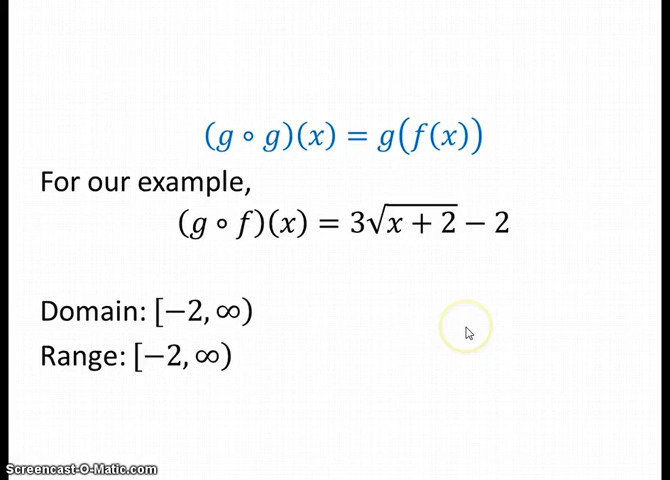 (g ∘ g)(x) = g(f(x))
For our example,
(g ∘ f)(x) = 3√(x + 2) − 2
Domain: [−2, ∞)
Range: [−2, ∞)
Screencast-O-Matic.com